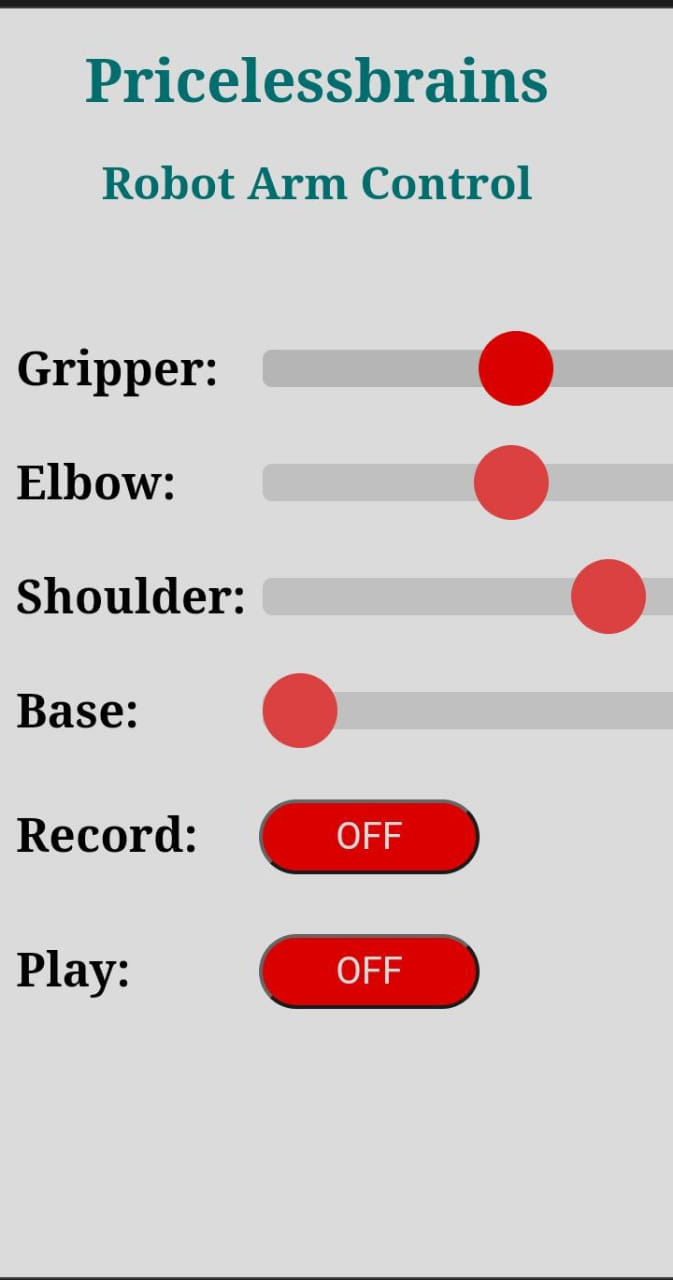 Pricelessbrains
Robot Arm Control
Gripper:
Elbow:
Shoulder:
Base:
Record: OFF
Play: OFF